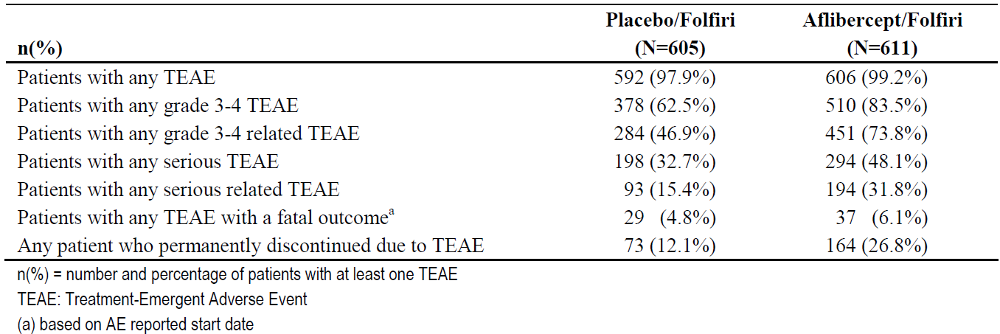 Placebo/Folfiri Aflibercept/Folfiri
n(%) (N=605) (N=611)
Patients with any TEAE 592 (97.9%) 606 (99.2%)
Patients with any grade 3-4 TEAE 378 (62.5%) 510 (83.5%)
Patients with any grade 3-4 related TEAE 284 (46.9%) 451 (73.8%)
Patients with any serious TEAE 198 (32.7%) 294 (48.1%)
Patients with any serious related TEAE 93 (15.4%) 194 (31.8%)
Patients with any TEAE with a fatal outcomeᵃ 29 (4.8%) 37 (6.1%)
Any patient who permanently discontinued due to TEAE 73 (12.1%) 164 (26.8%)
n(%) = number and percentage of patients with at least one TEAE
TEAE: Treatment-Emergent Adverse Event
(a) based on AE reported start date